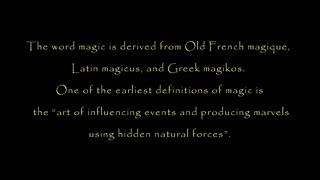 The word magic is derived from Old French magique,
Latin magicus, and Greek magikos.
One of the earliest definitions of magic is
the “art of influencing events and producing marvels
using hidden natural forces”.